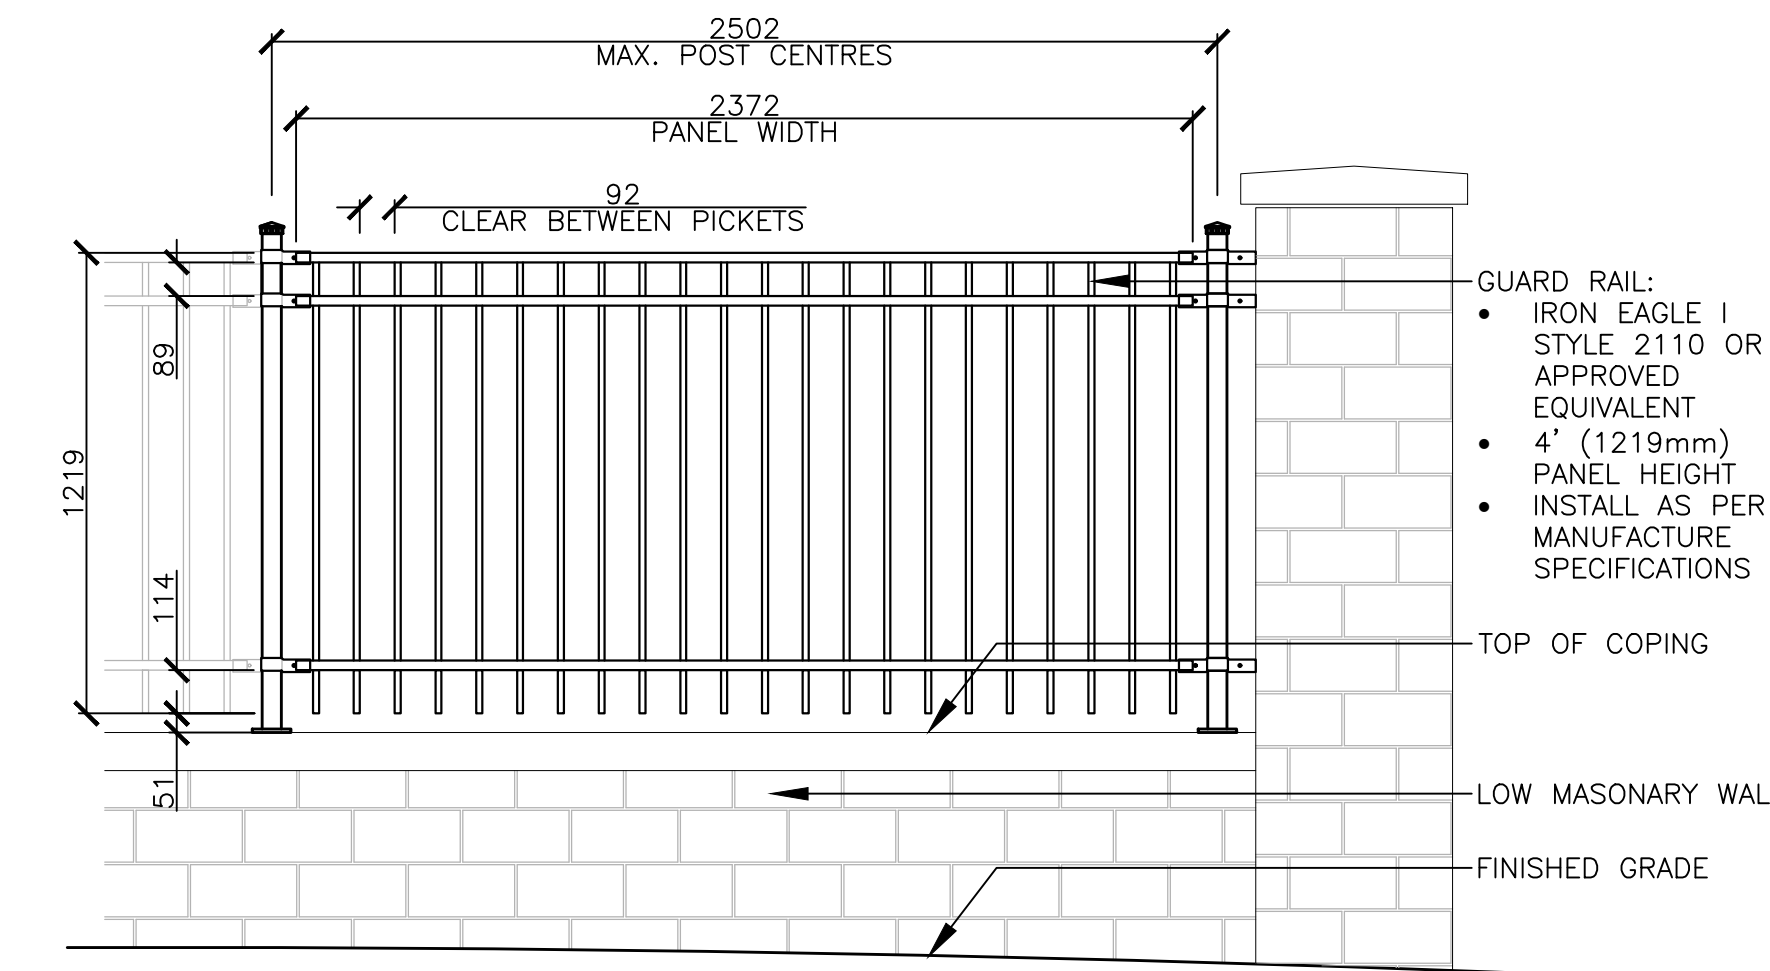 2502
MAX. POST CENTRES
2372
PANEL WIDTH
92
CLEAR BETWEEN PICKETS
89
1219
114
51
GUARD RAIL:
• IRON EAGLE I
STYLE 2110 OR
APPROVED
EQUIVALENT
• 4' (1219mm)
PANEL HEIGHT
• INSTALL AS PER
MANUFACTURE
SPECIFICATIONS
TOP OF COPING
LOW MASONARY WAL
FINISHED GRADE